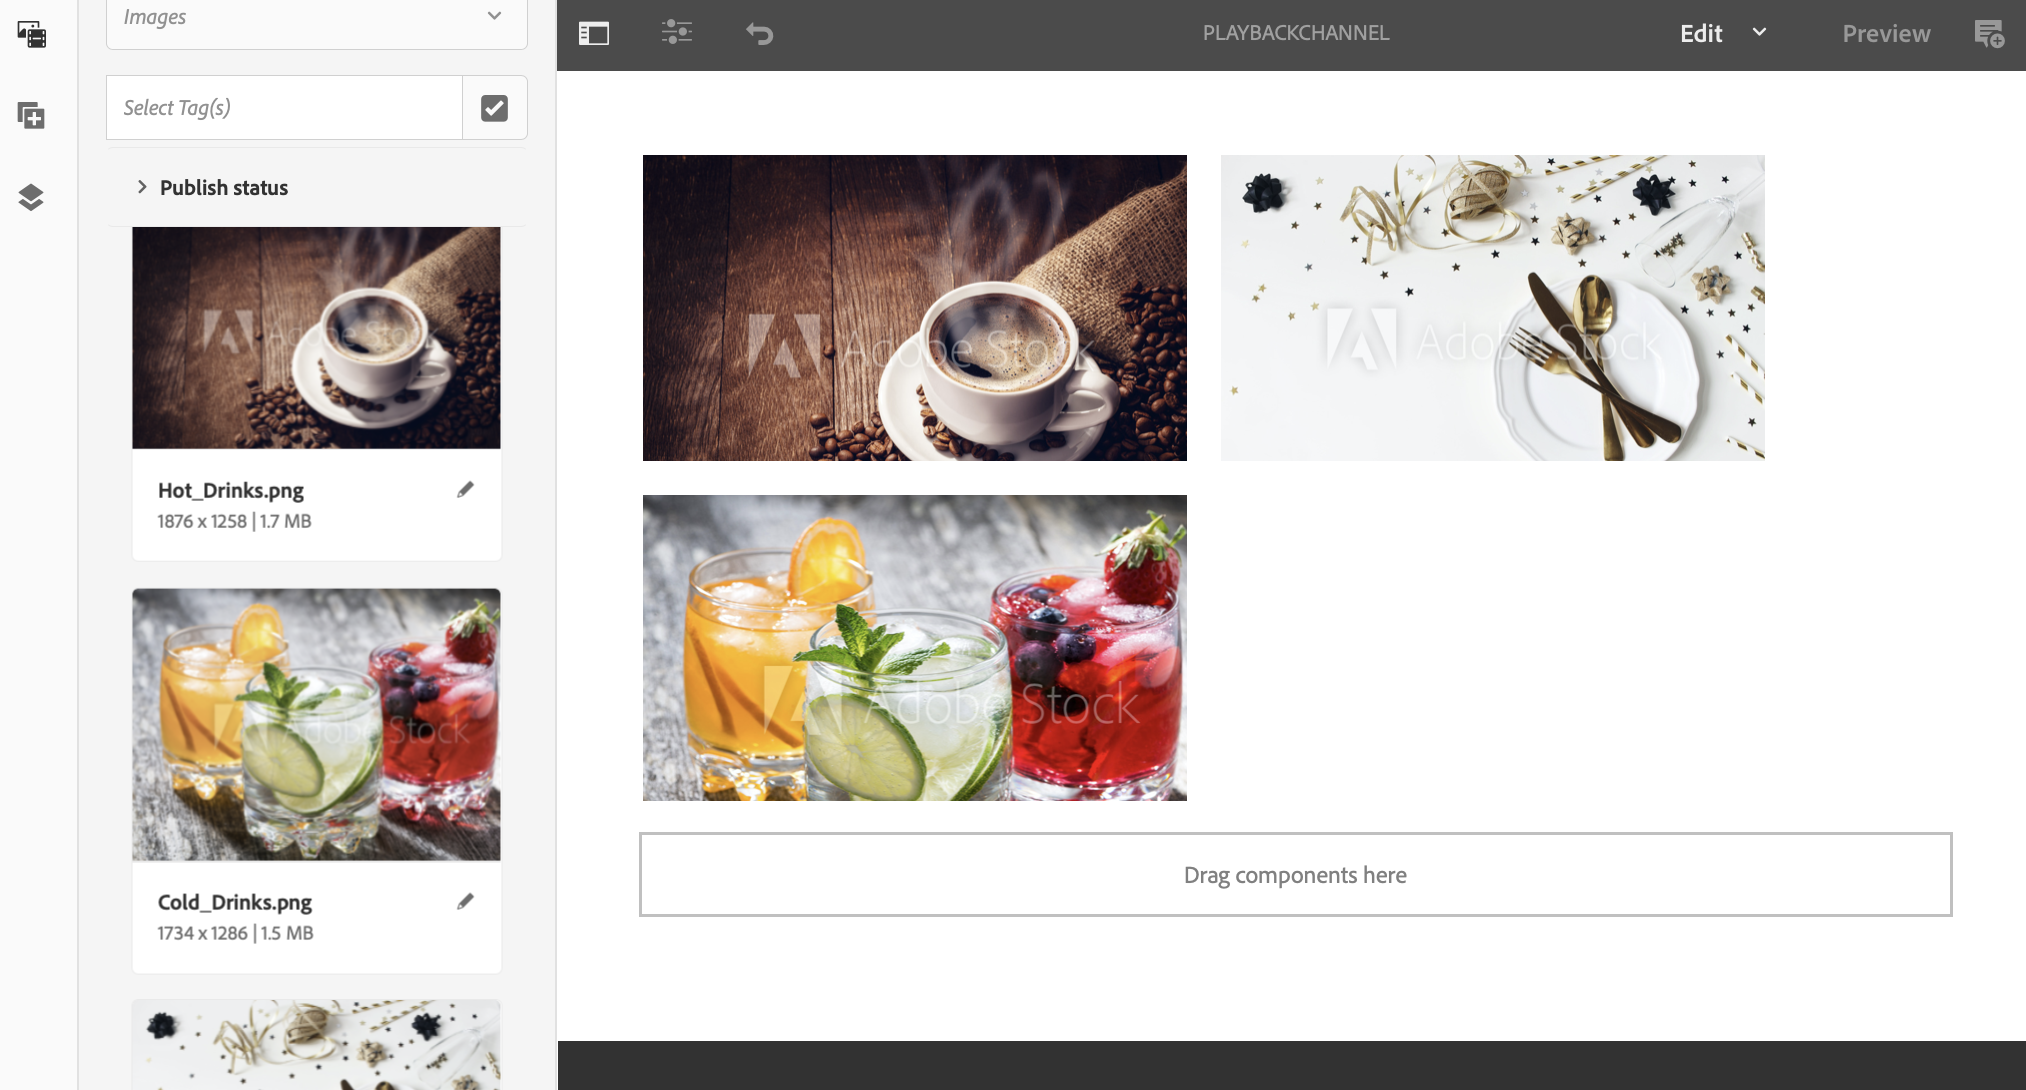 Images
Select Tag(s)
Publish status
Adobe Stock
Hot_Drinks.png
1876 x 1258 | 1.7 MB
Adobe Stock
Cold_Drinks.png
1734 x 1286 | 1.5 MB
PLAYBACKCHANNEL
Edit
Preview
Adobe Stock
Adobe Stock
Adobe Stock
Drag components here